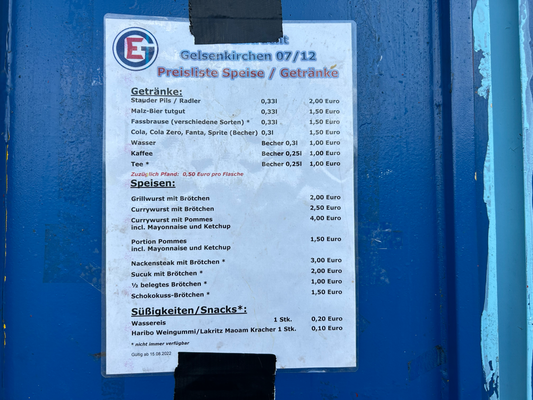 EG
Gelsenkirchen 07/12
Preisliste Speise / Getränke
Getränke:
Stauder Pils / Radler 0,33l 2,00 Euro
Malz-Bier tutgut 0,33l 1,50 Euro
Fassbrause (verschiedene Sorten) * 0,33l 1,50 Euro
Cola, Cola Zero, Fanta, Sprite (Becher) 0,3l 1,50 Euro
Wasser Becher 0,3l 1,00 Euro
Kaffee Becher 0,25l 1,00 Euro
Tee * Becher 0,25l 1,00 Euro
Zuzüglich Pfand: 0,50 Euro pro Flasche
Speisen:
Grillwurst mit Brötchen 2,00 Euro
Currywurst mit Brötchen 2,50 Euro
Currywurst mit Pommes 4,00 Euro
incl. Mayonnaise und Ketchup
Portion Pommes 1,50 Euro
incl. Mayonnaise und Ketchup
Nackensteak mit Brötchen * 3,00 Euro
Sucuk mit Brötchen * 2,00 Euro
½ belegtes Brötchen * 1,00 Euro
Schokokuss-Brötchen * 1,50 Euro
Süßigkeiten/Snacks*:
Wassereis 1 Stk. 0,20 Euro
Haribo Weingummi/Lakritz Maoam Kracher 1 Stk. 0,10 Euro
* nicht immer verfügbar
Gültig ab 19.08.2022